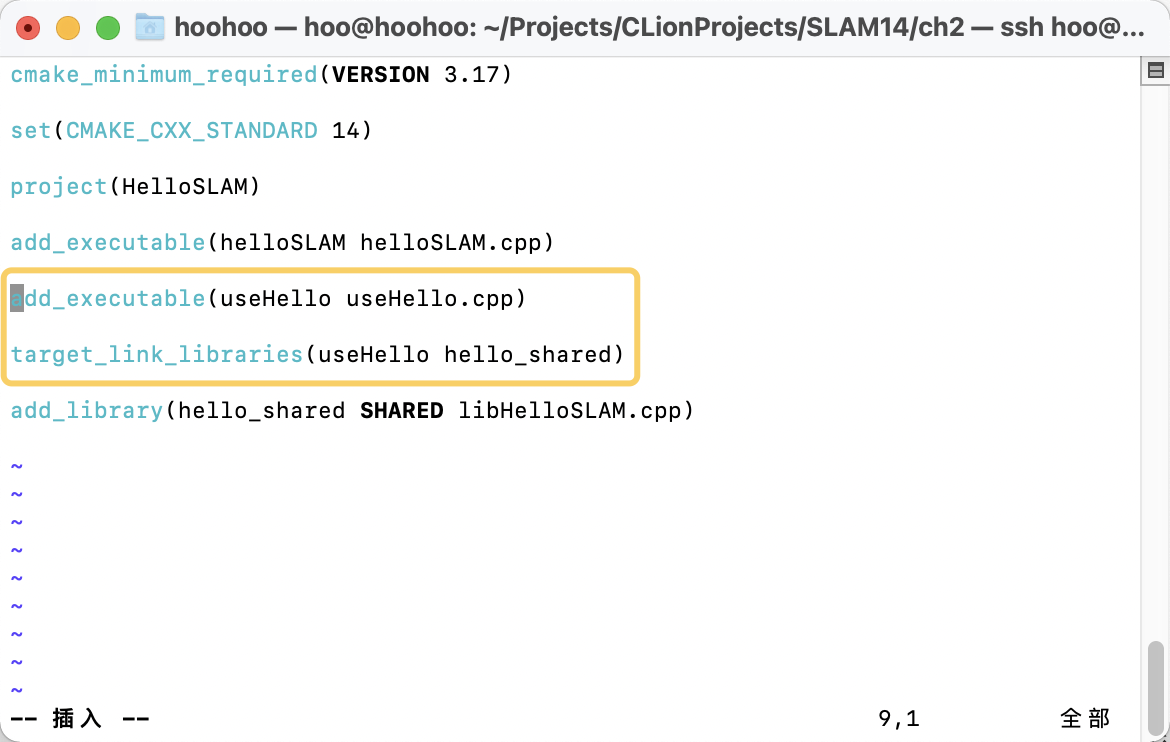 hoohoo — hoo@hoohoo: ~/Projects/CLionProjects/SLAM14/ch2 — ssh hoo@...
cmake_minimum_required(VERSION 3.17)
set(CMAKE_CXX_STANDARD 14)
project(HelloSLAM)
add_executable(helloSLAM helloSLAM.cpp)
add_executable(useHello useHello.cpp)
target_link_libraries(useHello hello_shared)
add_library(hello_shared SHARED libHelloSLAM.cpp)
~
~
~
~
~
~
~
~
~
-- 插入 -- 9,1 全部